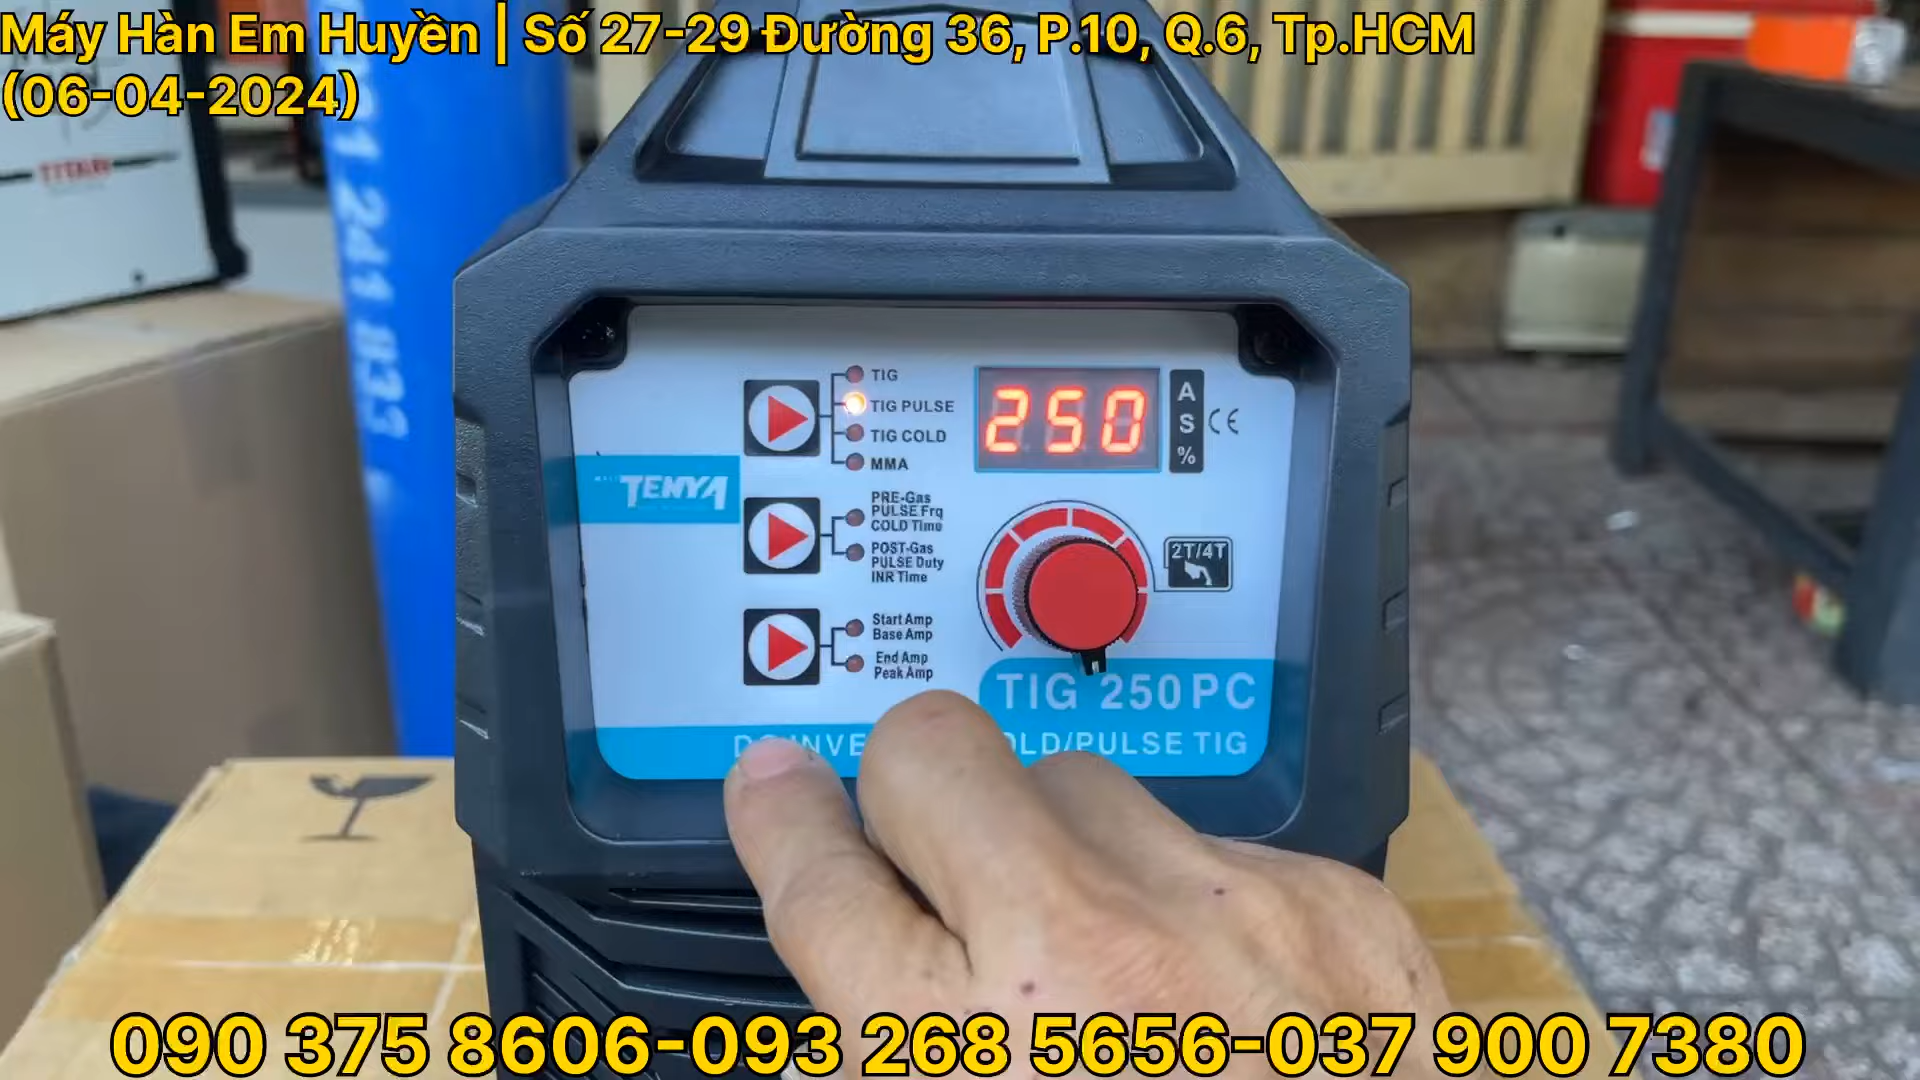 Máy Hàn Em Huyền | Số 27-29 Đường 36, P.10, Q.6, Tp.HCM
(06-04-2024)
TITAN
TIG
TIG PULSE
TIG COLD
MMA
250
A
S
%
CE
TENYA
PRE-Gas
PULSE Frq
COLD Time
POST-Gas
PULSE Duty
INR Time
2T/4T
Start Amp
Base Amp
End Amp
Peak Amp
TIG 250PC
PULSE TIG
090 375 8606-093 268 5656-037 900 7380